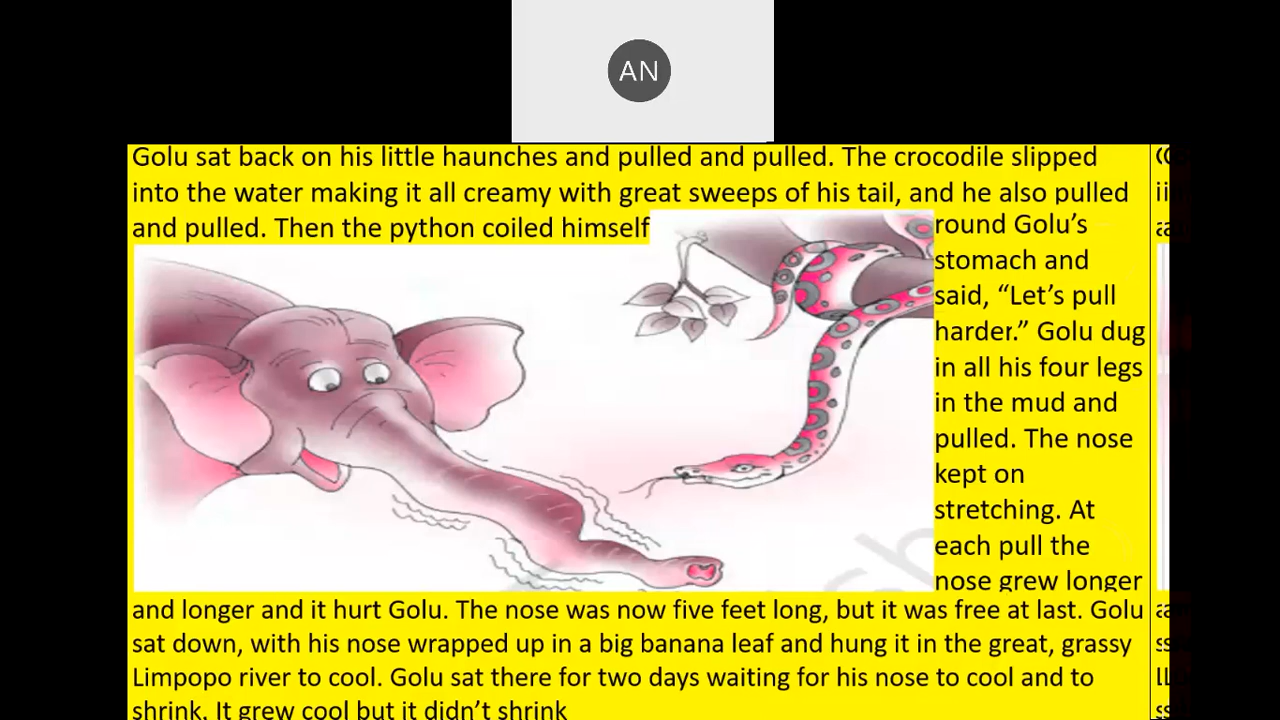 AN
Golu sat back on his little haunches and pulled and pulled. The crocodile slipped
into the water making it all creamy with great sweeps of his tail, and he also pulled
and pulled. Then the python coiled himself
round Golu’s
stomach and
said, “Let’s pull
harder.” Golu dug
in all his four legs
in the mud and
pulled. The nose
kept on
stretching. At
each pull the
nose grew longer
and longer and it hurt Golu. The nose was now five feet long, but it was free at last. Golu
sat down, with his nose wrapped up in a big banana leaf and hung it in the great, grassy
Limpopo river to cool. Golu sat there for two days waiting for his nose to cool and to
shrink. It grew cool but it didn’t shrink